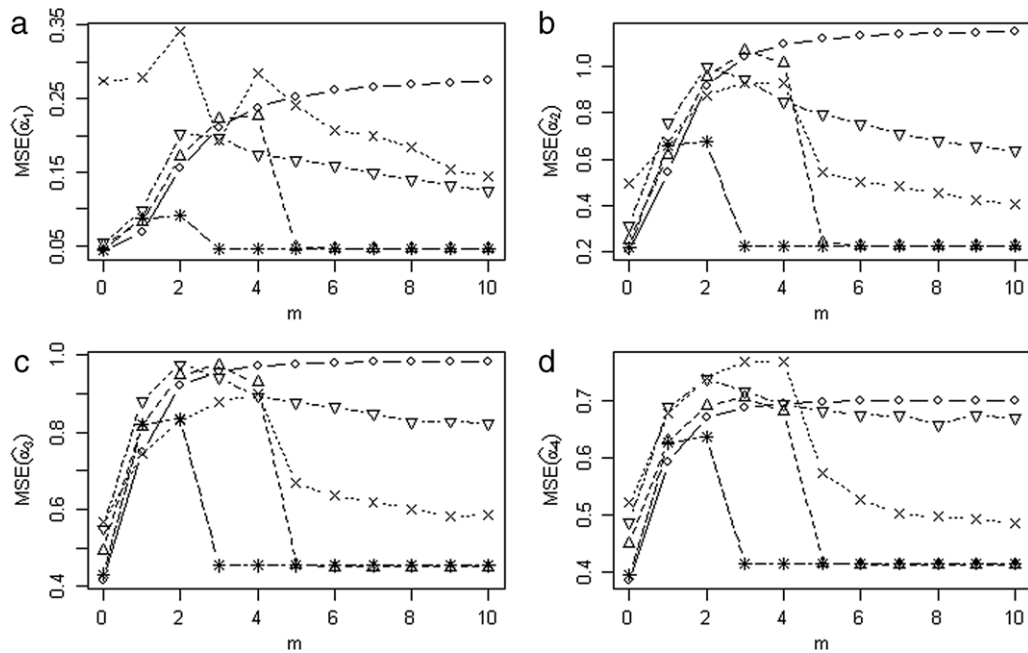 a
MSE(α̂₁)
0.05 0.15 0.25 0.35
0 2 4 6 8 10
m
b
MSE(α̂₂)
0.2 0.4 0.6 0.8 1.0
0 2 4 6 8 10
m
c
MSE(α̂₃)
0.4 0.6 0.8 1.0
0 2 4 6 8 10
m
d
MSE(α̂₄)
0.4 0.5 0.6 0.7
0 2 4 6 8 10
m